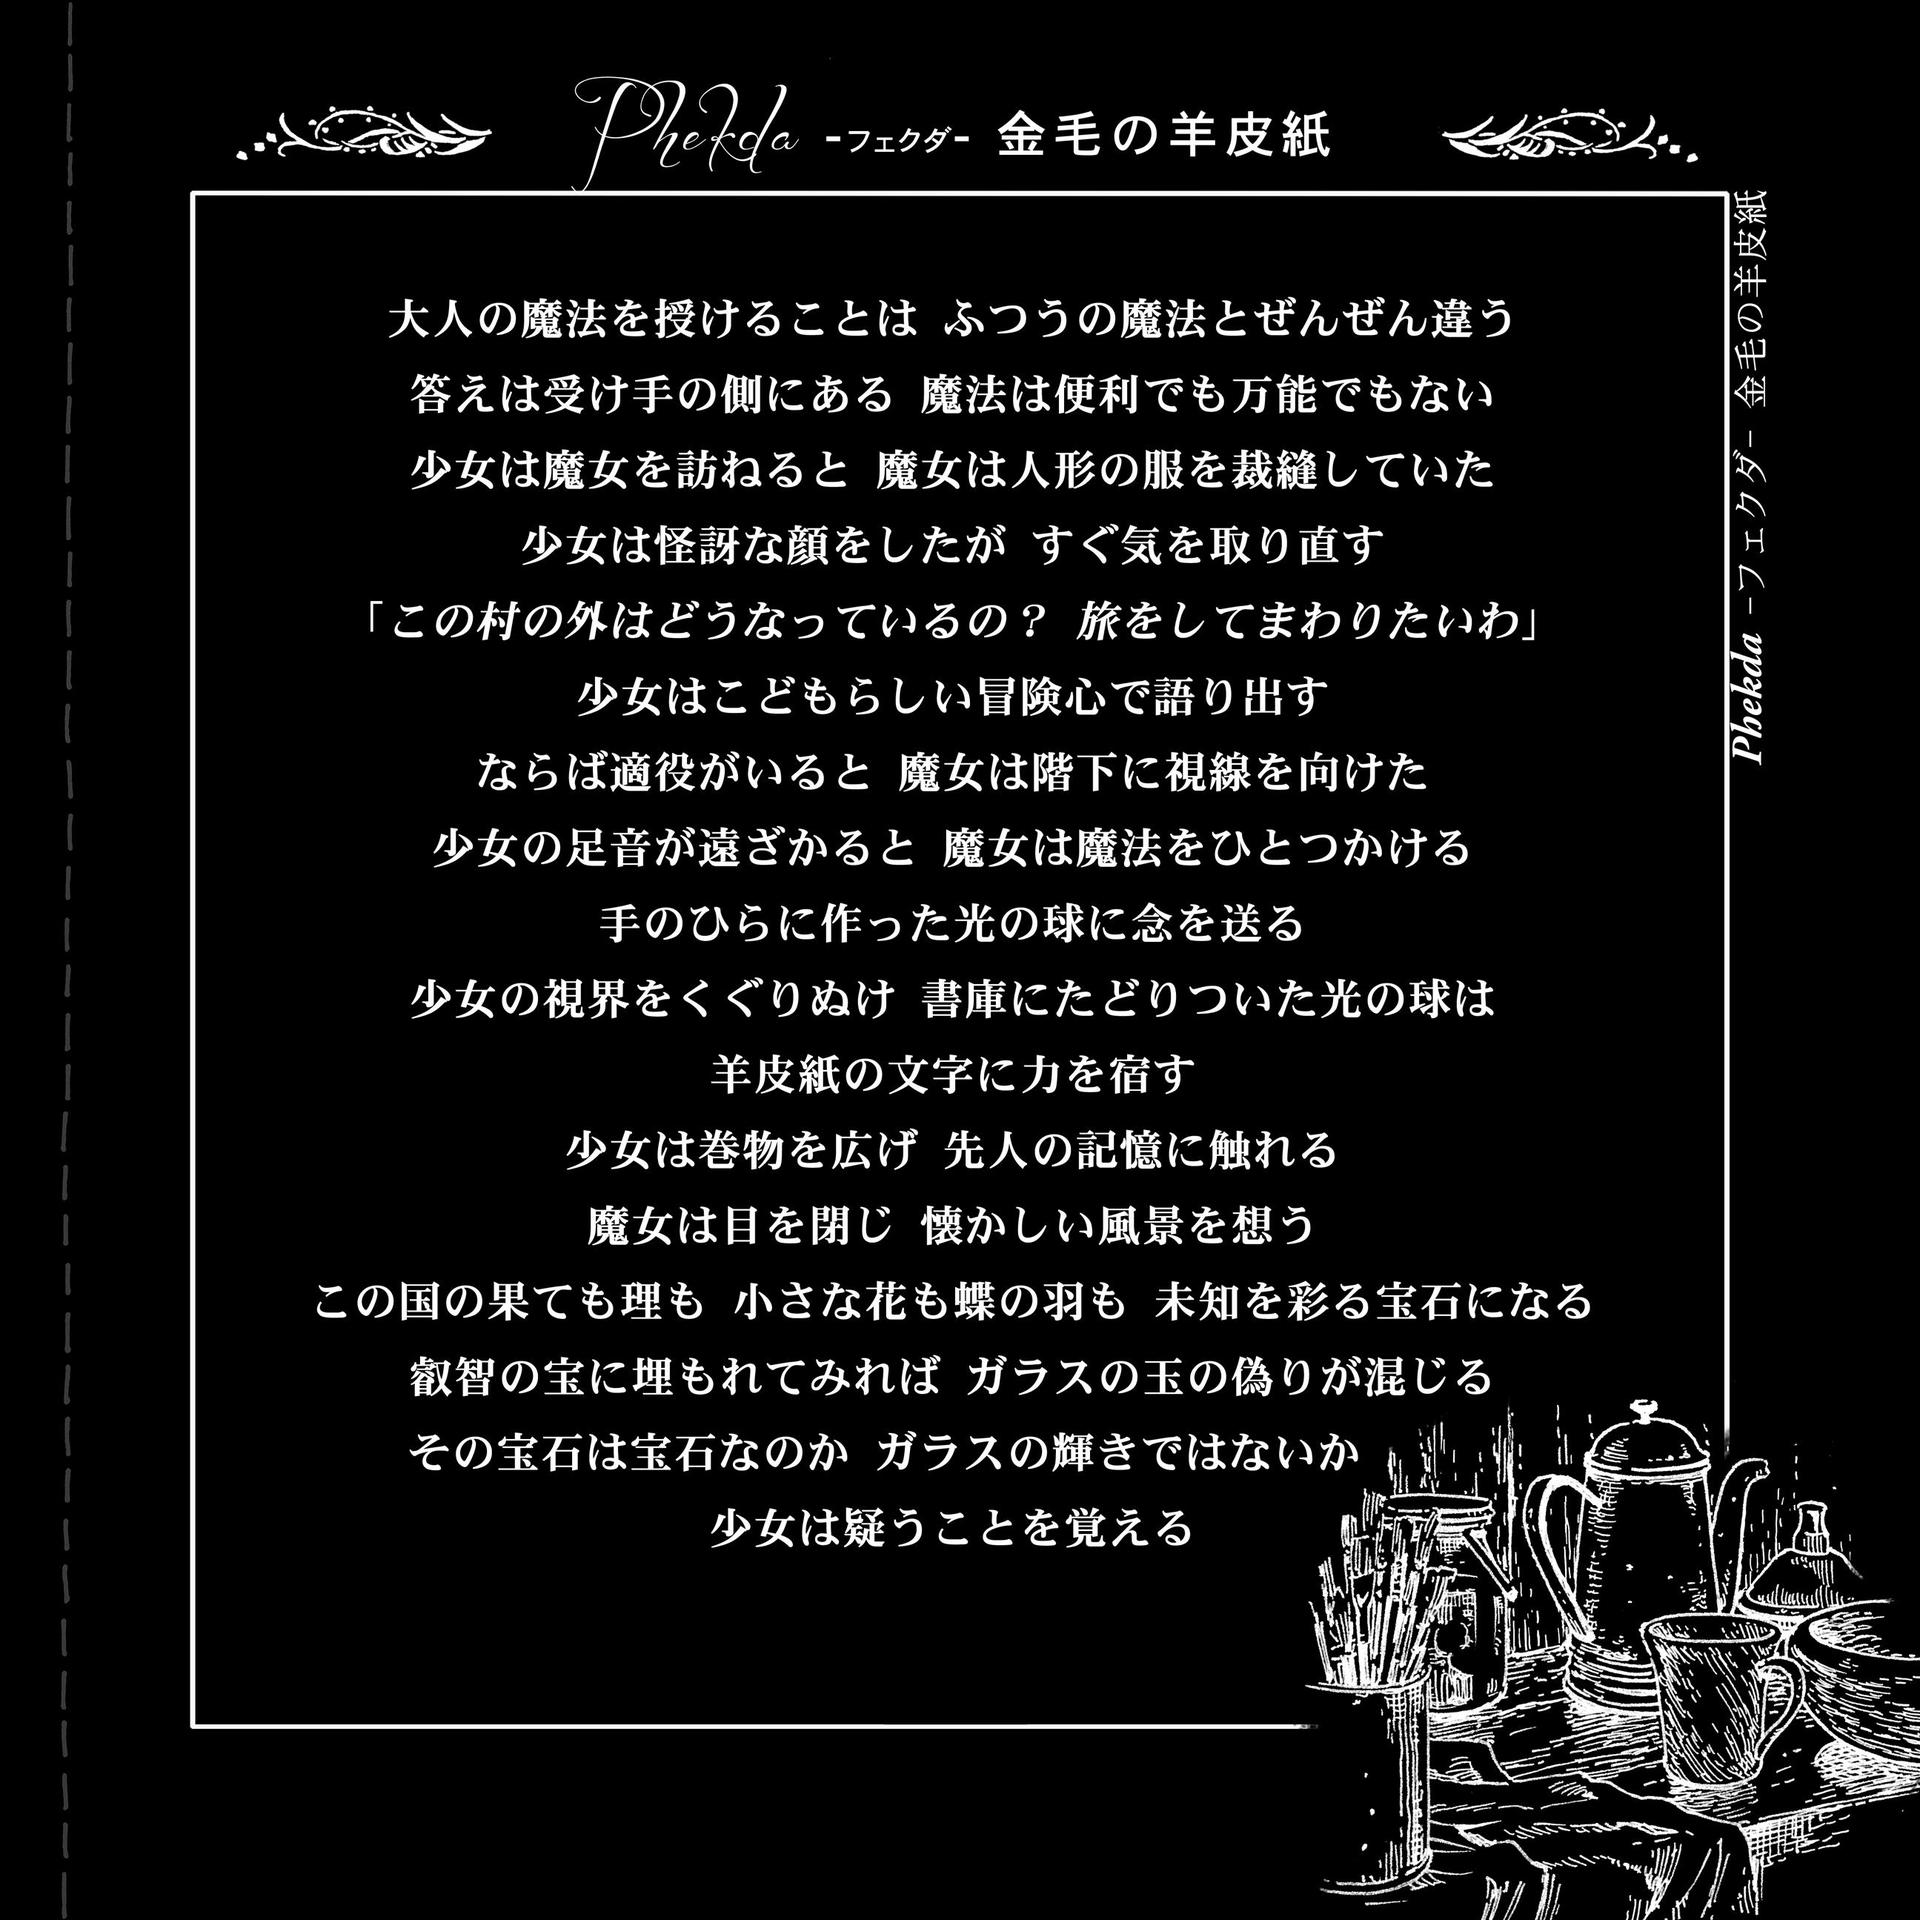 Phekda -フェクダ- 金毛の羊皮紙
大人の魔法を授けることは ふつうの魔法とぜんぜん違う
答えは受け手の側にある 魔法は便利でも万能でもない
少女は魔女を訪ねると 魔女は人形の服を裁縫していた
少女は怪訝な顔をしたが すぐ気を取り直す
「この村の外はどうなっているの？ 旅をしてまわりたいわ」
少女はこどもらしい冒険心で語り出す
ならば適役がいると 魔女は階下に視線を向けた
少女の足音が遠ざかると 魔女は魔法をひとつかける
手のひらに作った光の球に念を送る
少女の視界をくぐりぬけ 書庫にたどりついた光の球は
羊皮紙の文字に力を宿す
少女は巻物を広げ 先人の記憶に触れる
魔女は目を閉じ 懐かしい風景を想う
この国の果ても理も 小さな花も蝶の羽も 未知を彩る宝石になる
叡智の宝に埋もれてみれば ガラスの玉の偽りが混じる
その宝石は宝石なのか ガラスの輝きではないか
少女は疑うことを覚える
Phekda -フェクダ- 金毛の羊皮紙